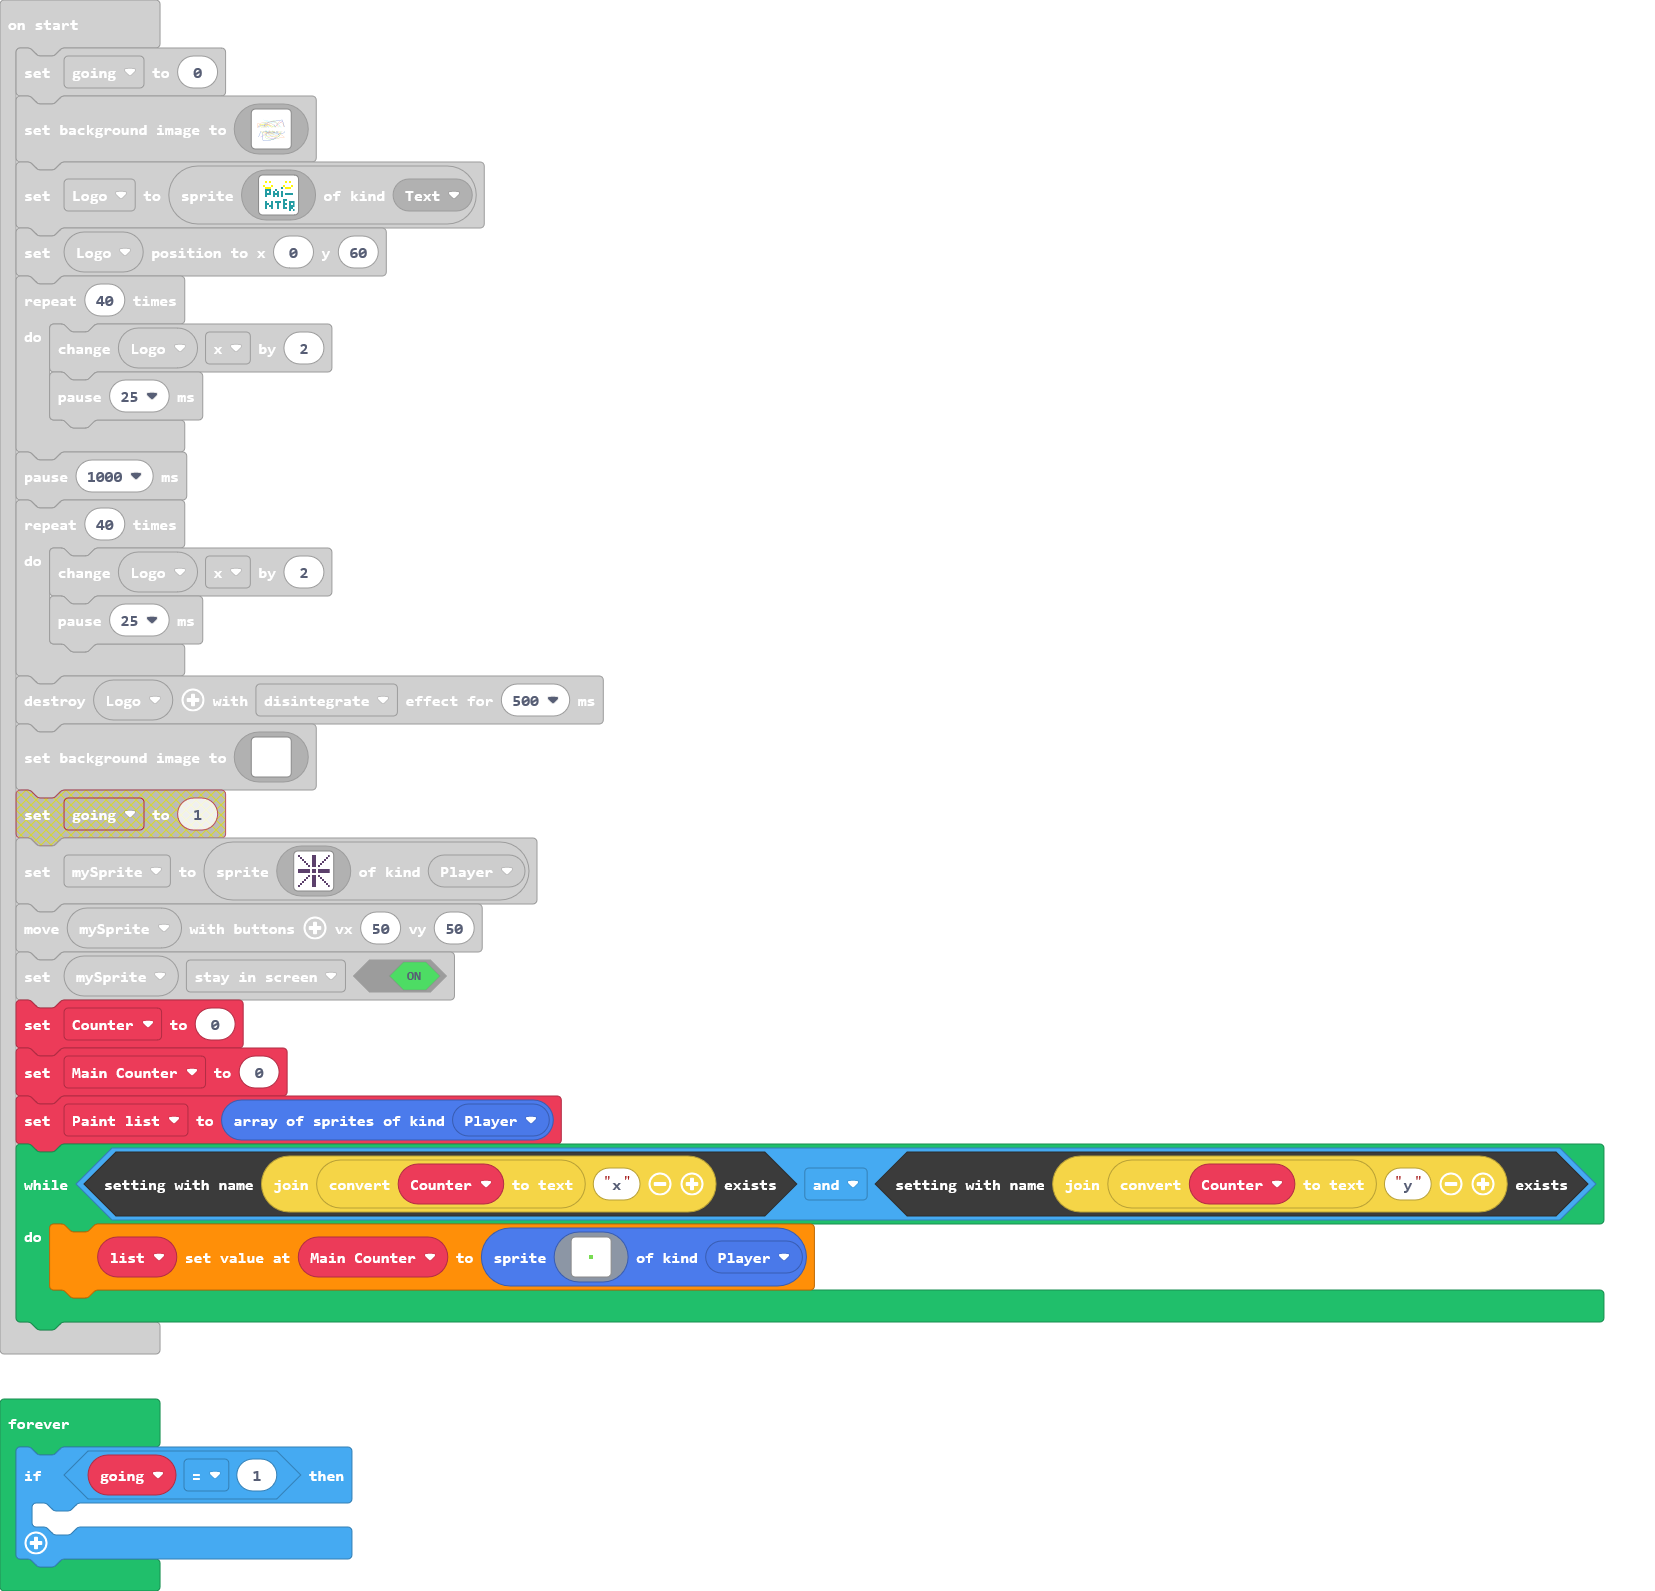 on start
set going to 0
set background image to
set Logo to sprite PAI-NTER of kind Text
set Logo position to x 0 y 60
repeat 40 times
do change Logo x by 2
pause 25 ms
pause 1000 ms
repeat 40 times
do change Logo x by 2
pause 25 ms
destroy Logo with disintegrate effect for 500 ms
set background image to
set going to 1
set mySprite to sprite of kind Player
move mySprite with buttons vx 50 vy 50
set mySprite stay in screen ON
set Counter to 0
set Main Counter to 0
set Paint list to array of sprites of kind Player
while setting with name join convert Counter to text "x" exists and setting with name join convert Counter to text "y" exists
do list set value at Main Counter to sprite of kind Player
forever
if going = 1 then